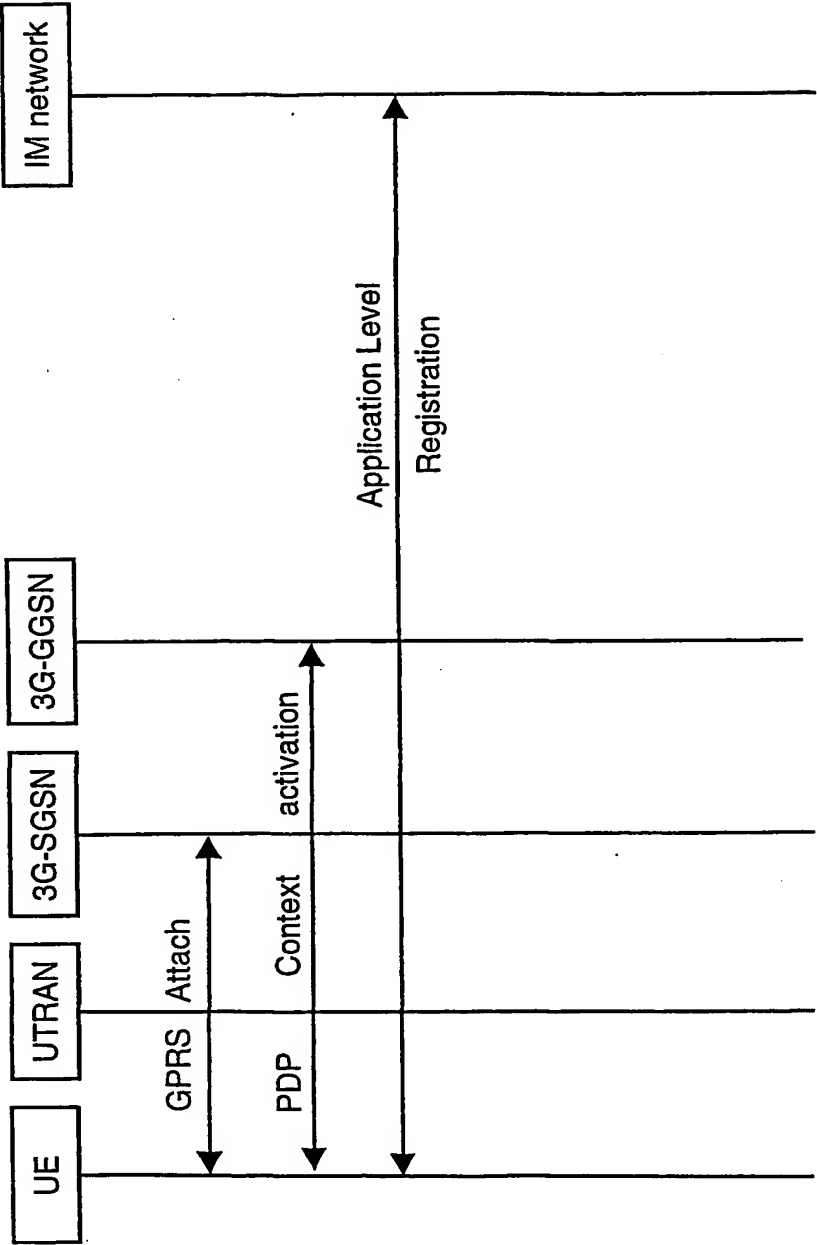 UE
UTRAN
3G-SGSN
3G-GGSN
IM network
GPRS Attach
PDP Context activation
Application Level
Registration